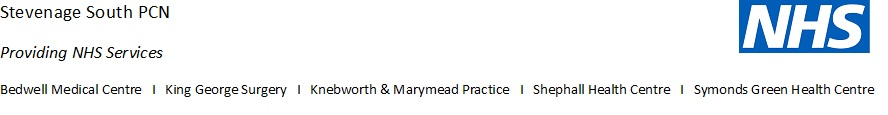 Stevenage South PCN
NHS
Providing NHS Services
Bedwell Medical Centre I King George Surgery I Knebworth & Marymead Practice I Shephall Health Centre I Symonds Green Health Centre